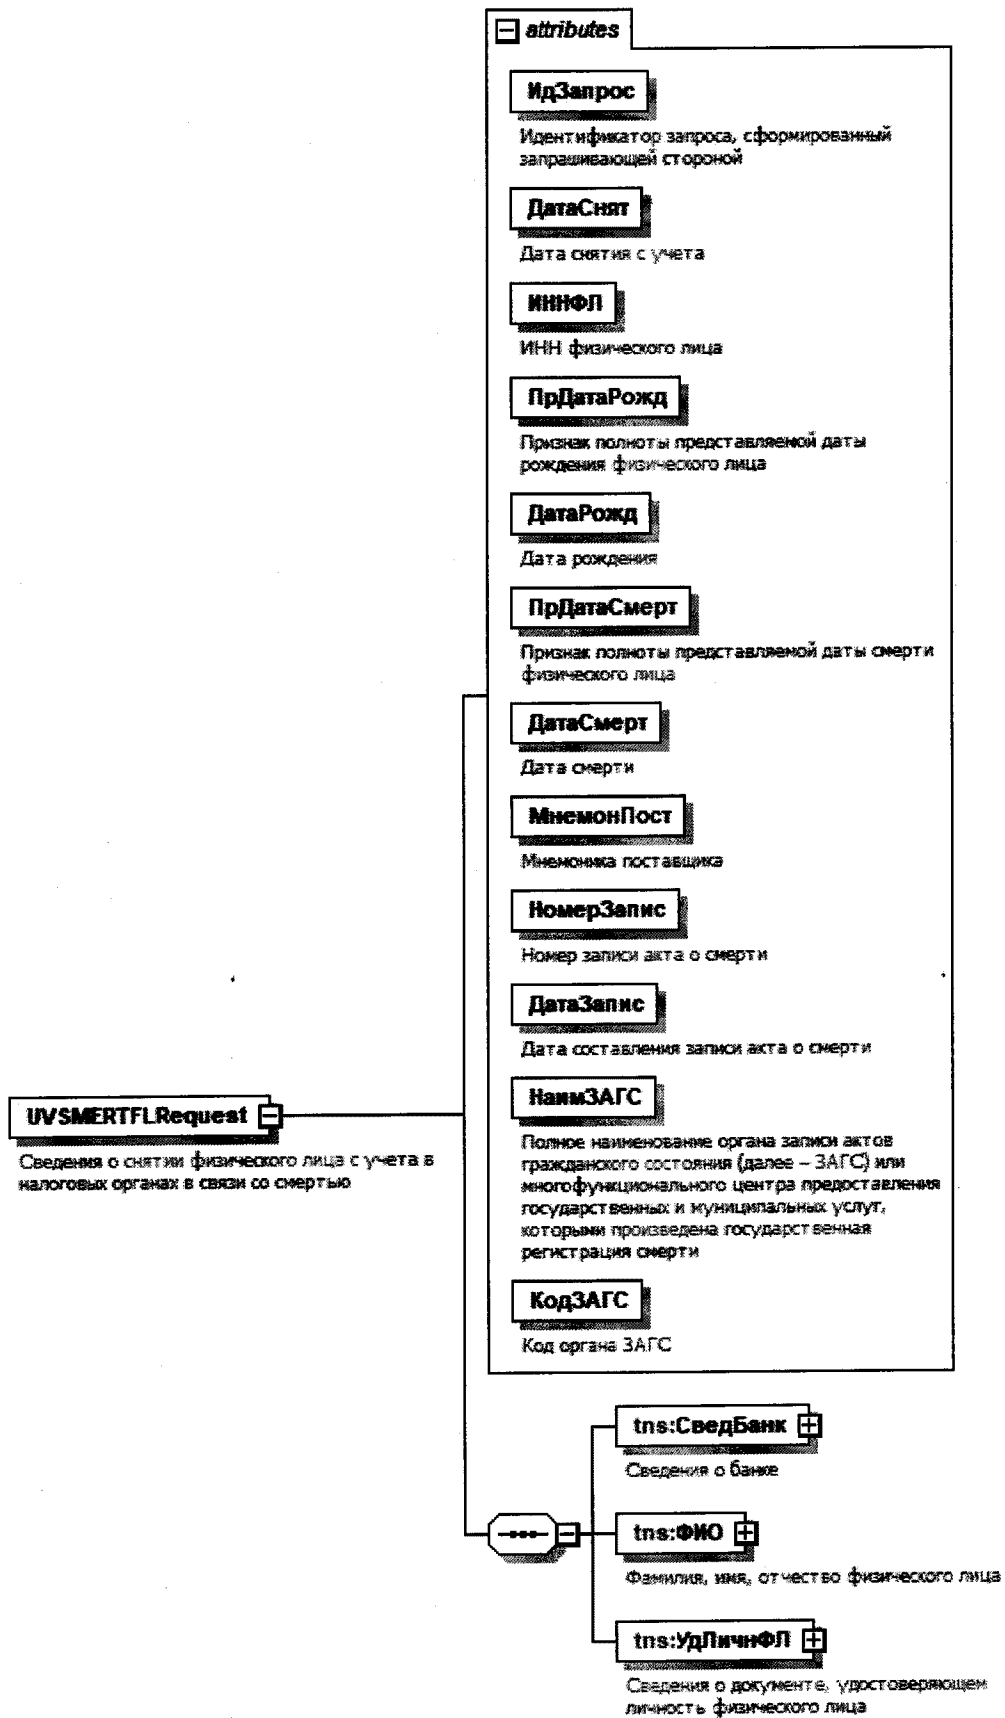 attributes
ИдЗапрос
Идентификатор запроса, сформированный
запрашивающей стороной
ДатаСнят
Дата снятия с учета
ИННФЛ
ИНН физического лица
ПрДатаРожд
Признак полноты представляемой даты
рождения физического лица
ДатаРожд
Дата рождения
ПрДатаСмерт
Признак полноты представляемой даты смерти
физического лица
ДатаСмерт
Дата смерти
МнемонПост
Мнемоника поставщика
НомерЗапис
Номер записи акта о смерти
ДатаЗапис
Дата составления записи акта о смерти
НаимЗАГС
Полное наименование органа записи актов
гражданского состояния (далее – ЗАГС) или
многофункционального центра предоставления
государственных и муниципальных услуг,
которыми произведена государственная
регистрация смерти
КодЗАГС
Код органа ЗАГС
UVSMERTFLRequest
Сведения о снятии физического лица с учета в
налоговых органах в связи со смертью
tns:СведБанк
Сведения о банке
tns:ФИО
Фамилия, имя, отчество физического лица
tns:УдЛичнФЛ
Сведения о документе, удостоверяющем
личность физического лица